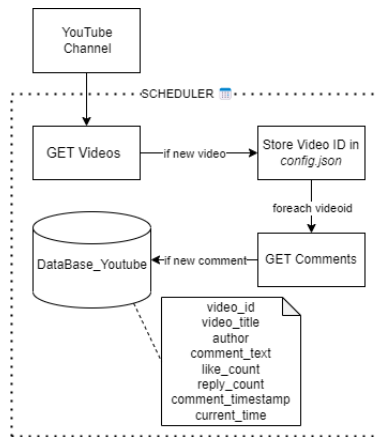 YouTube
Channel
SCHEDULER
GET Videos
if new video
Store Video ID in
config.json
foreach videoid
GET Comments
if new comment
DataBase_Youtube
video_id
video_title
author
comment_text
like_count
reply_count
comment_timestamp
current_time